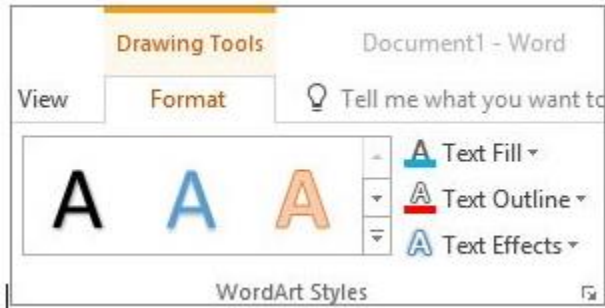 Drawing Tools Document1 - Word
View Format Tell me what you want to
A A A
A Text Fill
A Text Outline
A Text Effects
WordArt Styles